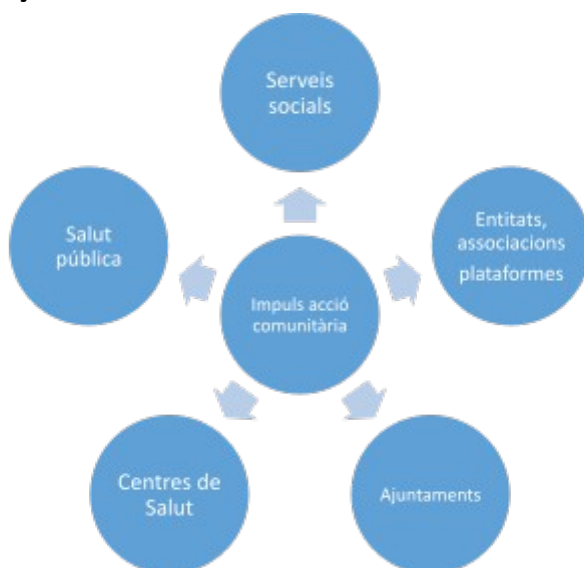 Serveis
socials
Entitats,
associacions
plataformes
Salut
pública
Impuls acció
comunitària
Centres de
Salut
Ajuntaments